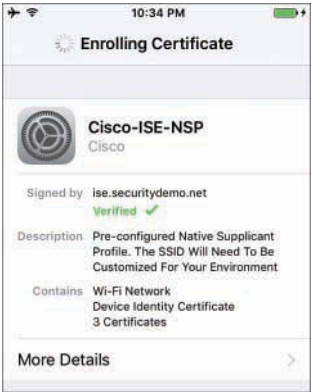 10:34 PM
Enrolling Certificate
Cisco-ISE-NSP
Cisco
Signed by ise.securitydemo.net
Verified ✓
Description Pre-configured Native Supplicant
Profile. The SSID Will Need To Be
Customized For Your Environment
Contains Wi-Fi Network
Device Identity Certificate
3 Certificates
More Details